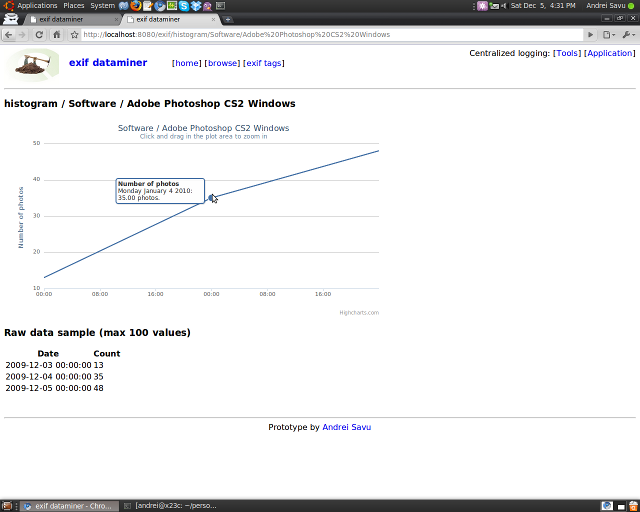 Applications Places System
Sat Dec 5, 4:31 PM Andrei Savu
exif dataminer
exif dataminer
http://localhost:8080/exif/histogram/Software/Adobe%20Photoshop%20CS2%20Windows
Centralized logging: [Tools] [Application]
exif dataminer [home] [browse] [exif tags]
histogram / Software / Adobe Photoshop CS2 Windows
Software / Adobe Photoshop CS2 Windows
Click and drag in the plot area to zoom in
Number of photos
50
40
30
20
10
Number of photos
Monday January 4 2010:
35.00 photos.
00:00 08:00 16:00 00:00 08:00 16:00
Highcharts.com
Raw data sample (max 100 values)
Date Count
2009-12-03 00:00:00 13
2009-12-04 00:00:00 35
2009-12-05 00:00:00 48
Prototype by Andrei Savu
exif dataminer - Chro...
[andrei@x23c: ~/perso...